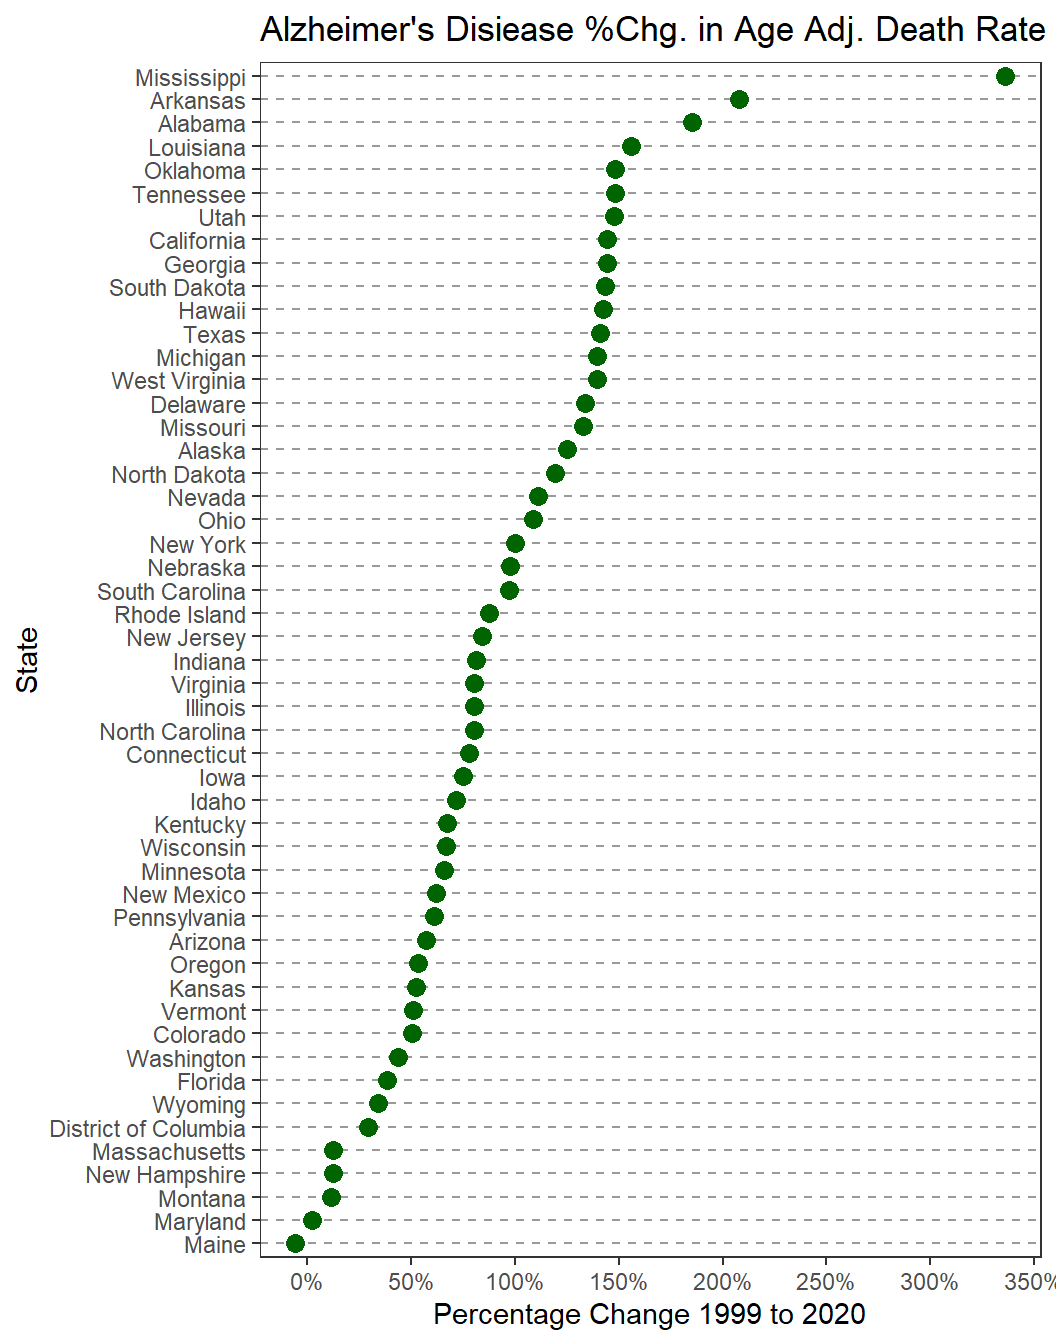 Alzheimer's Disiease %Chg. in Age Adj. Death Rate
Mississippi
Arkansas
Alabama
Louisiana
Oklahoma
Tennessee
Utah
California
Georgia
South Dakota
Hawaii
Texas
Michigan
West Virginia
Delaware
Missouri
Alaska
North Dakota
Nevada
Ohio
New York
Nebraska
South Carolina
Rhode Island
New Jersey
Indiana
Virginia
Illinois
North Carolina
Connecticut
Iowa
Idaho
Kentucky
Wisconsin
Minnesota
New Mexico
Pennsylvania
Arizona
Oregon
Kansas
Vermont
Colorado
Washington
Florida
Wyoming
District of Columbia
Massachusetts
New Hampshire
Montana
Maryland
Maine
State
0% 50% 100% 150% 200% 250% 300% 350%
Percentage Change 1999 to 2020